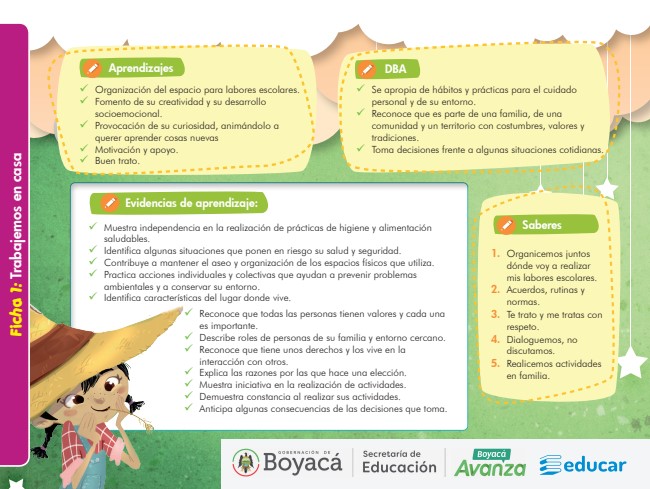 Ficha 1: Trabajemos en casa
Aprendizajes
Organización del espacio para labores escolares.
Fomento de su creatividad y su desarrollo
socioemocional.
Provocación de su curiosidad, animándolo a
querer aprender cosas nuevas
Motivación y apoyo.
Buen trato.
DBA
Se apropia de hábitos y prácticas para el cuidado
personal y de su entorno.
Reconoce que es parte de una familia, de una
comunidad y un territorio con costumbres, valores y
tradiciones.
Toma decisiones frente a algunas situaciones cotidianas.
Evidencias de aprendizaje:
Muestra independencia en la realización de prácticas de higiene y alimentación
saludables.
Identifica algunas situaciones que ponen en riesgo su salud y seguridad.
Contribuye a mantener el aseo y organización de los espacios físicos que utiliza.
Practica acciones individuales y colectivas que ayudan a prevenir problemas
ambientales y a conservar su entorno.
Identifica características del lugar donde vive.
Reconoce que todas las personas tienen valores y cada una
es importante.
Describe roles de personas de su familia y entorno cercano.
Reconoce que tiene unos derechos y los vive en la
interacción con otros.
Explica las razones por las que hace una elección.
Muestra iniciativa en la realización de actividades.
Demuestra constancia al realizar sus actividades.
Anticipa algunas consecuencias de las decisiones que toma.
Saberes
1. Organicemos juntos
dónde voy a realizar
mis labores escolares.
2. Acuerdos, rutinas y
normas.
3. Te trato y me tratas con
respeto.
4. Dialoguemos, no
discutamos.
5. Realicemos actividades
en familia.
GOBERNACIÓN DE
Boyacá
Secretaría de
Educación
Boyacá
Avanza
educar